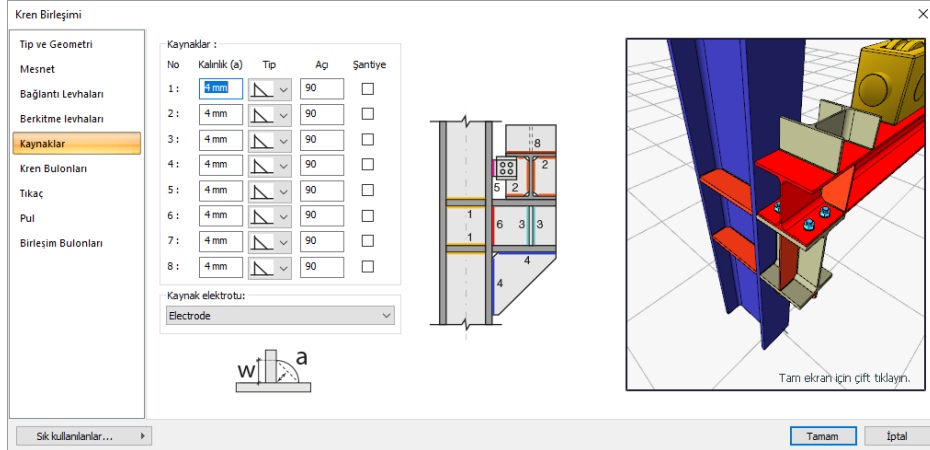 Kren Birleşimi
Tip ve Geometri
Mesnet
Bağlantı Levhaları
Berkitme levhaları
Kaynaklar
Kren Bulonları
Tıkaç
Pul
Birleşim Bulonları
Kaynaklar :
No Kalınlık (a) Tip Açı Şantiye
1 : 4 mm 90
2 : 4 mm 90
3 : 4 mm 90
4 : 4 mm 90
5 : 4 mm 90
6 : 4 mm 90
7 : 4 mm 90
8 : 4 mm 90
Kaynak elektrotu:
Electrode
w a
8
2
5 2
1 6 3 3
1
4
4
Tam ekran için çift tıklayın.
Sık kullanılanlar...
Tamam
İptal